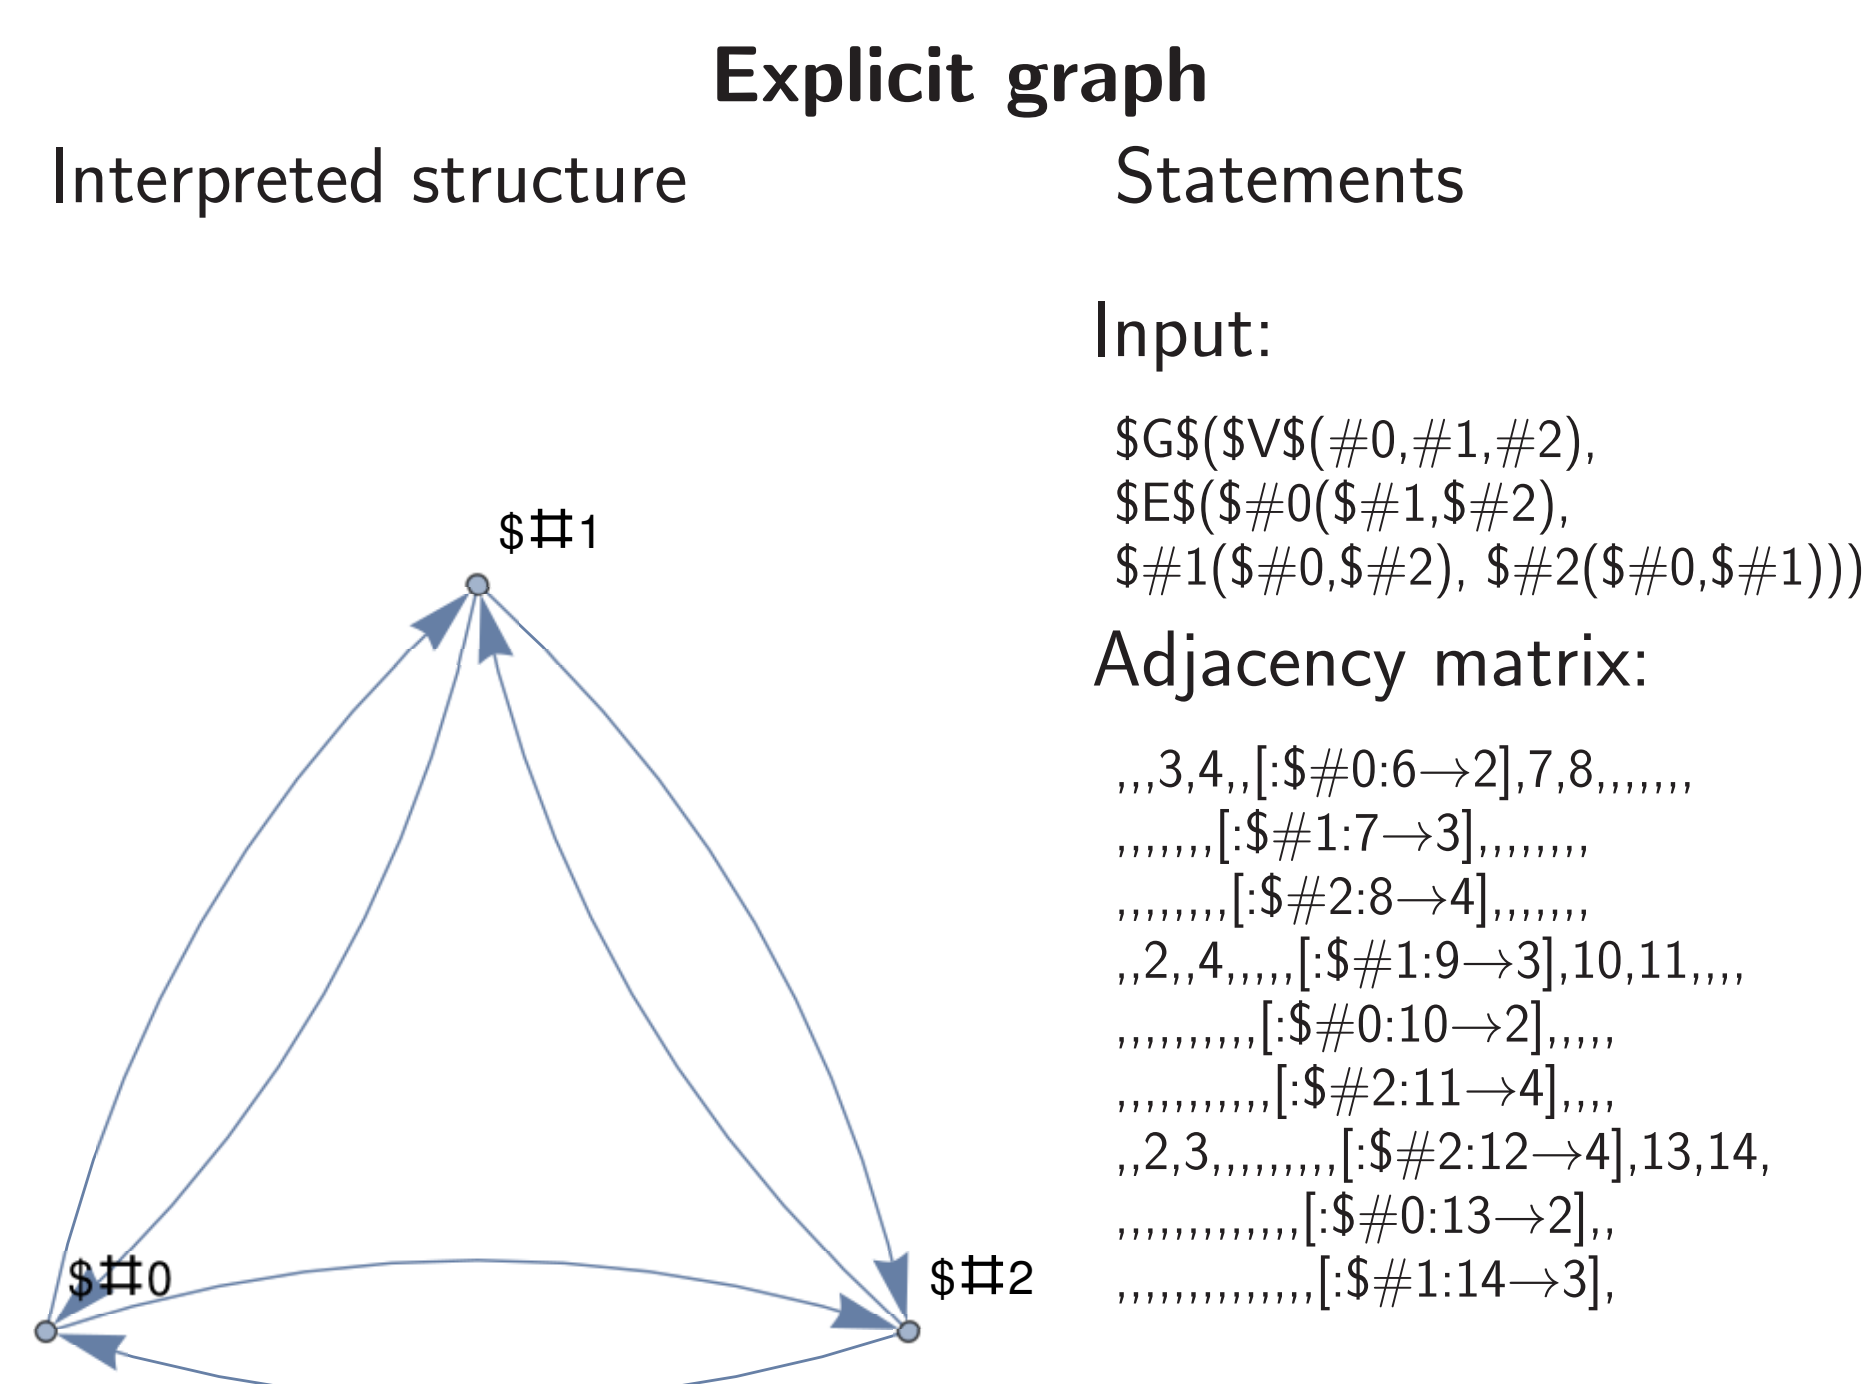 Explicit graph
Interpreted structure
$#1
$#0
$#2
Statements
Input:
$G$($V$(#0,#1,#2),
$E$($#0($#1,$#2),
$#1($#0,$#2), $#2($#0,$#1)))
Adjacency matrix:
,,,3,4,,[:$#0:6→2],7,8,,,,,,,
,,,,,,,[:$#1:7→3],,,,,,,,
,,,,,,,,[:$#2:8→4],,,,,,,
,,2,,4,,,,,[:$#1:9→3],10,11,,,,
,,,,,,,,,,[:$#0:10→2],,,,,
,,,,,,,,,,,[:$#2:11→4],,,,
,,2,3,,,,,,,,,[:$#2:12→4],13,14,
,,,,,,,,,,,,,[:$#0:13→2],,
,,,,,,,,,,,,,,[:$#1:14→3],